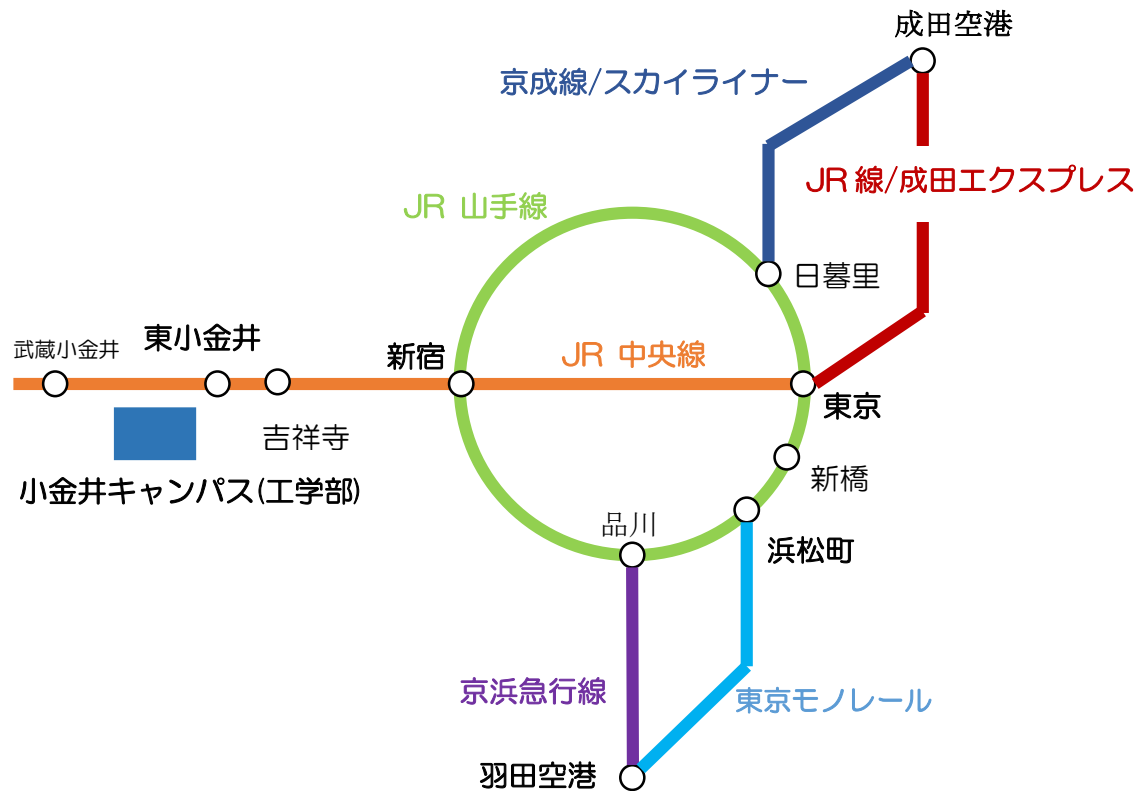 成田空港
京成線/スカイライナー
JR 線/成田エクスプレス
JR 山手線
日暮里
東小金井
武蔵小金井
新宿
JR 中央線
東京
吉祥寺
新橋
小金井キャンパス(工学部)
品川
浜松町
京浜急行線
東京モノレール
羽田空港